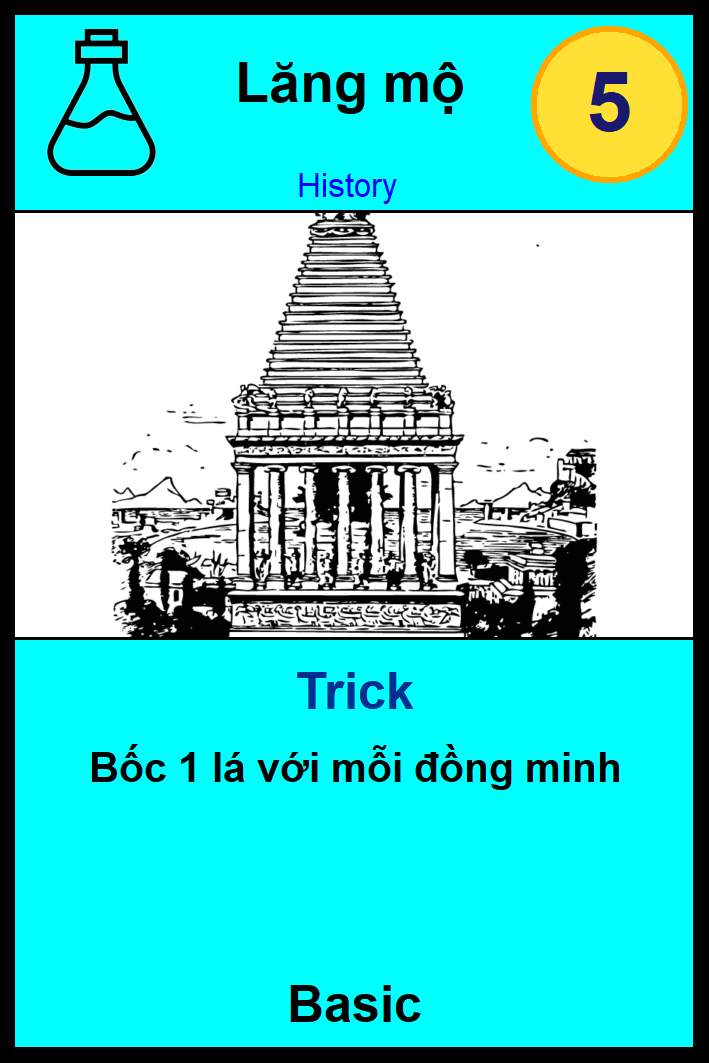 Lăng mộ
5
History
Trick
Bốc 1 lá với mỗi đồng minh
Basic